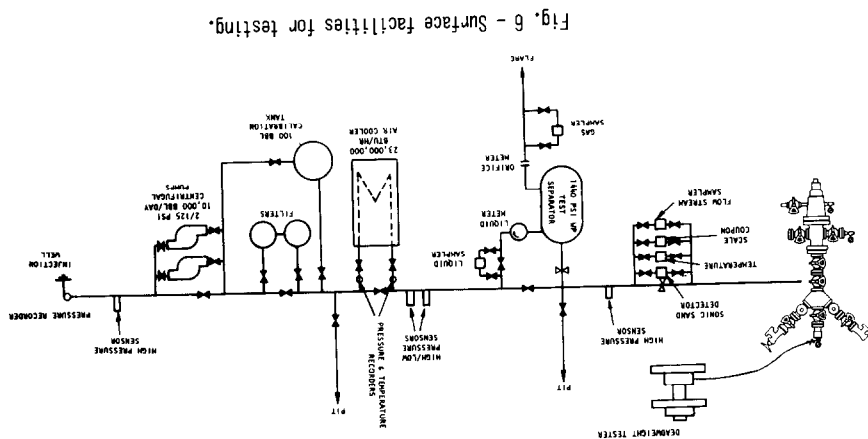 DEADWEIGHT TESTER
PIT
PIT
SONIC SAND
DETECTOR
TEMPERATURE
SCALE
COUPON
FLOW STREAM
SAMPLER
HIGH PRESSURE
SENSOR
1440 PSI WP
TEST
SEPARATOR
ORIFICE
METER
GAS
SAMPLER
FLARE
LIQUID
SAMPLER
LIQUID
METER
HIGH/LOW
PRESSURE
SENSORS
PRESSURE &
TEMPERATURE
RECORDERS
23,000,000
BTU/HR
AIR COOLER
100 BBL
CALIBRATION
TANK
FILTERS
2/125 PSI
10,000 BBL/DAY
CENTRIFUGAL
PUMPS
HIGH PRESSURE
SENSOR
PRESSURE RECORDER
INJECTION
WELL
Fig. 6 - Surface facilities for testing.